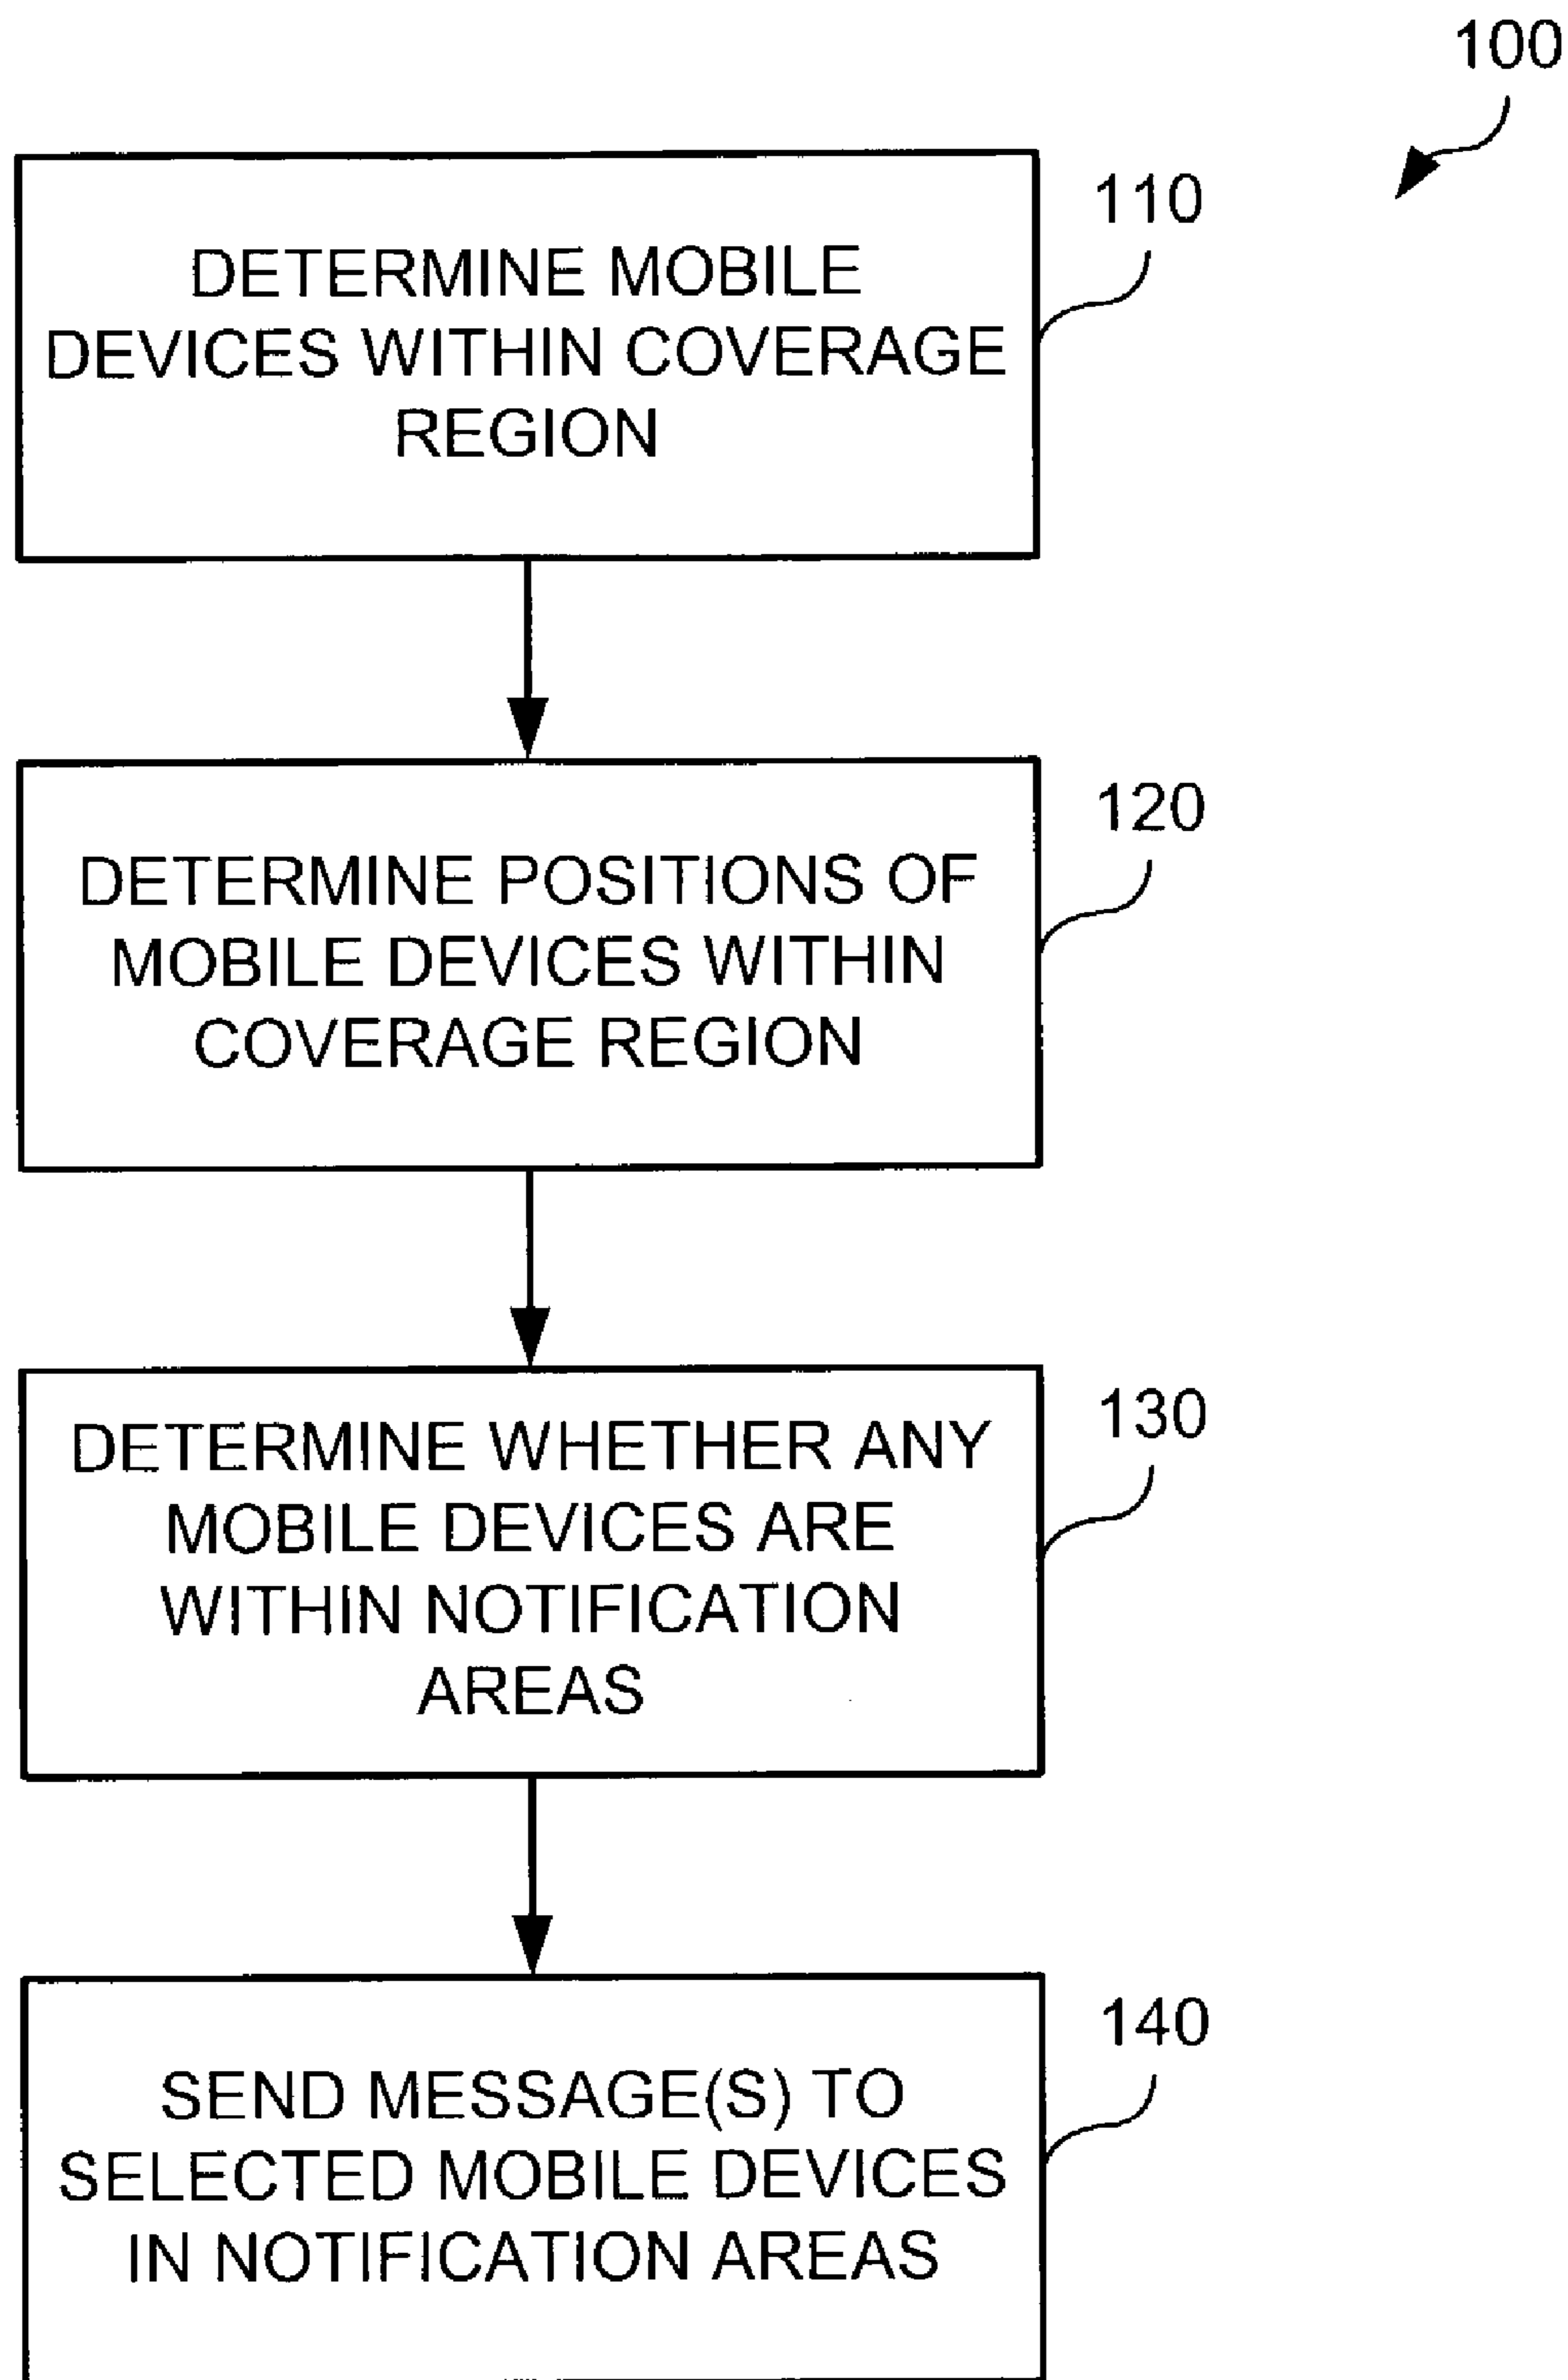 100
110
DETERMINE MOBILE
DEVICES WITHIN COVERAGE
REGION
120
DETERMINE POSITIONS OF
MOBILE DEVICES WITHIN
COVERAGE REGION
130
DETERMINE WHETHER ANY
MOBILE DEVICES ARE
WITHIN NOTIFICATION
AREAS
140
SEND MESSAGE(S) TO
SELECTED MOBILE DEVICES
IN NOTIFICATION AREAS